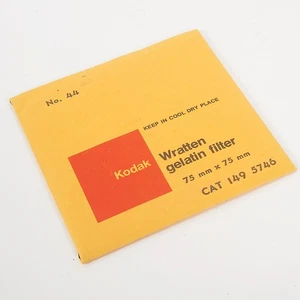 No. 44
KEEP IN COOL DRY PLACE
Kodak
Wratten
gelatin filter
75 mm x 75 mm
CAT 149 5746